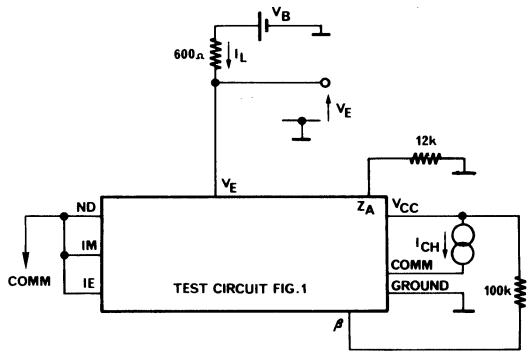 V_B
600Ω
I_L
V_E
12k
V_E
Z_A
V_CC
ND
IM
I_CH
COMM
COMM
IE
TEST CIRCUIT FIG.1
GROUND
100k
β